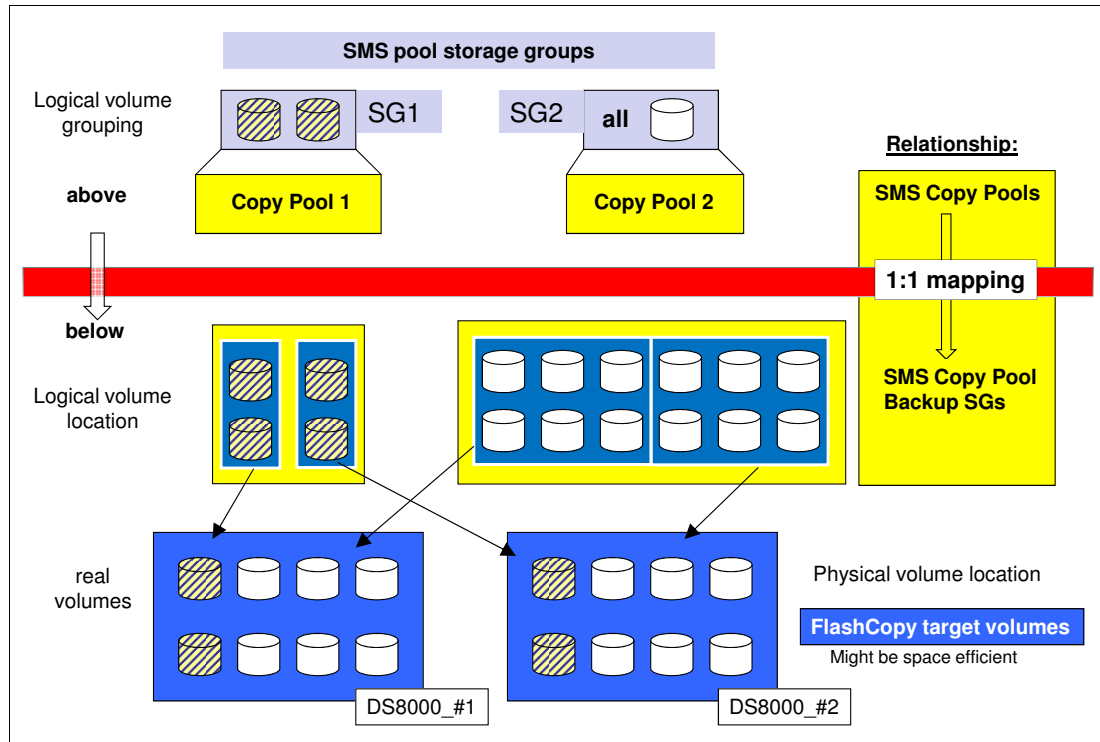 SMS pool storage groups
Logical volume
grouping
SG1
SG2
all
Relationship:
above
Copy Pool 1
Copy Pool 2
SMS Copy Pools
1:1 mapping
below
Logical volume
location
SMS Copy Pool
Backup SGs
real
volumes
Physical volume location
FlashCopy target volumes
Might be space efficient
DS8000_#1
DS8000_#2